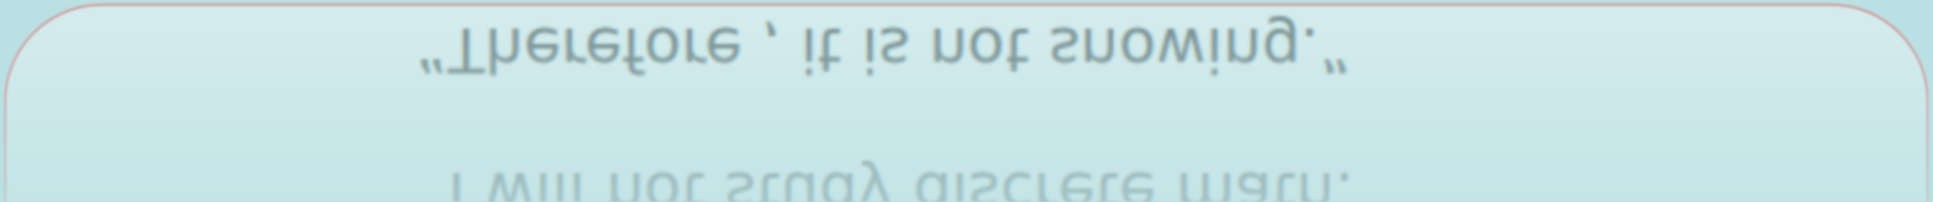 I will not study discrete math.
“Therefore , it is not snowing.”